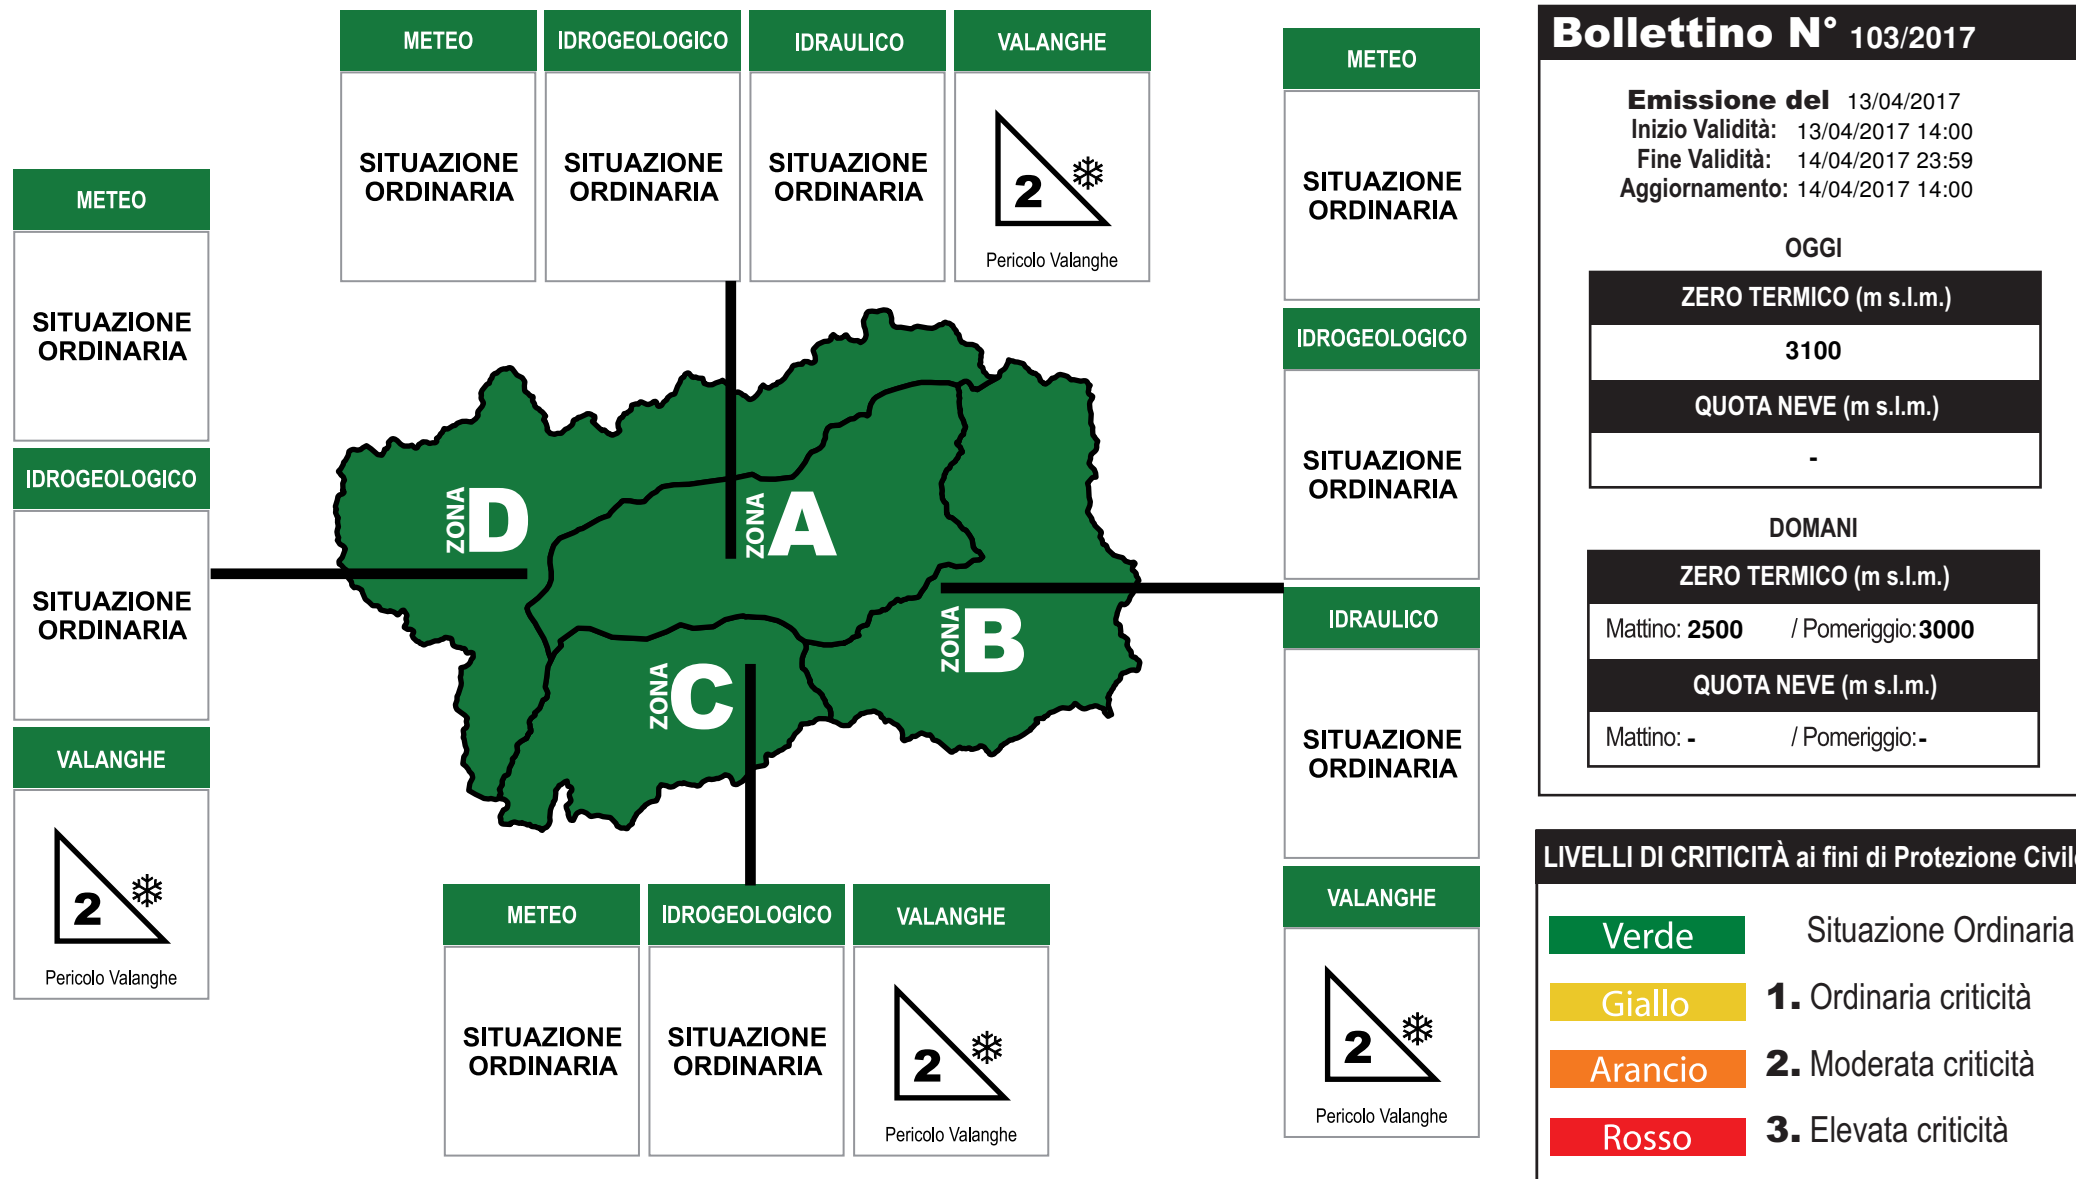 METEO
IDROGEOLOGICO
IDRAULICO
VALANGHE
SITUAZIONE
ORDINARIA
SITUAZIONE
ORDINARIA
SITUAZIONE
ORDINARIA
2
Pericolo Valanghe
METEO
SITUAZIONE
ORDINARIA
IDROGEOLOGICO
SITUAZIONE
ORDINARIA
VALANGHE
2
Pericolo Valanghe
ZONA D
ZONA A
ZONA B
ZONA C
METEO
IDROGEOLOGICO
VALANGHE
SITUAZIONE
ORDINARIA
SITUAZIONE
ORDINARIA
2
Pericolo Valanghe
METEO
SITUAZIONE
ORDINARIA
IDROGEOLOGICO
SITUAZIONE
ORDINARIA
IDRAULICO
SITUAZIONE
ORDINARIA
VALANGHE
2
Pericolo Valanghe
Bollettino N° 103/2017
Emissione del 13/04/2017
Inizio Validità: 13/04/2017 14:00
Fine Validità: 14/04/2017 23:59
Aggiornamento: 14/04/2017 14:00
OGGI
ZERO TERMICO (m s.l.m.)
3100
QUOTA NEVE (m s.l.m.)
-
DOMANI
ZERO TERMICO (m s.l.m.)
Mattino: 2500 / Pomeriggio: 3000
QUOTA NEVE (m s.l.m.)
Mattino: - / Pomeriggio: -
LIVELLI DI CRITICITÀ ai fini di Protezione Civil
Verde Situazione Ordinaria
Giallo 1. Ordinaria criticità
Arancio 2. Moderata criticità
Rosso 3. Elevata criticità